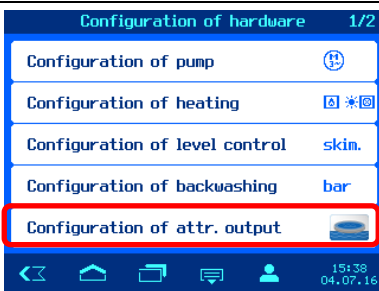 Configuration of hardware 1/2
Configuration of pump M 3~
Configuration of heating
Configuration of level control skim.
Configuration of backwashing bar
Configuration of attr. output
15:38
04.07.16